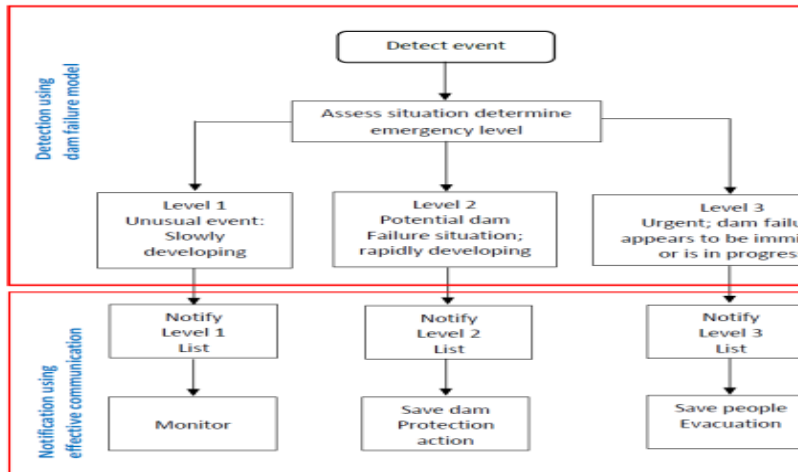 Detect event
Detection using
dam failure model
Assess situation determine
emergency level
Level 1
Unusual event:
Slowly
developing
Level 2
Potential dam
Failure situation;
rapidly developing
Level 3
Urgent; dam failu
appears to be immi
or is in progres
Notification using
effective communication
Notify
Level 1
List
Notify
Level 2
List
Notify
Level 3
List
Monitor
Save dam
Protection
action
Save people
Evacuation